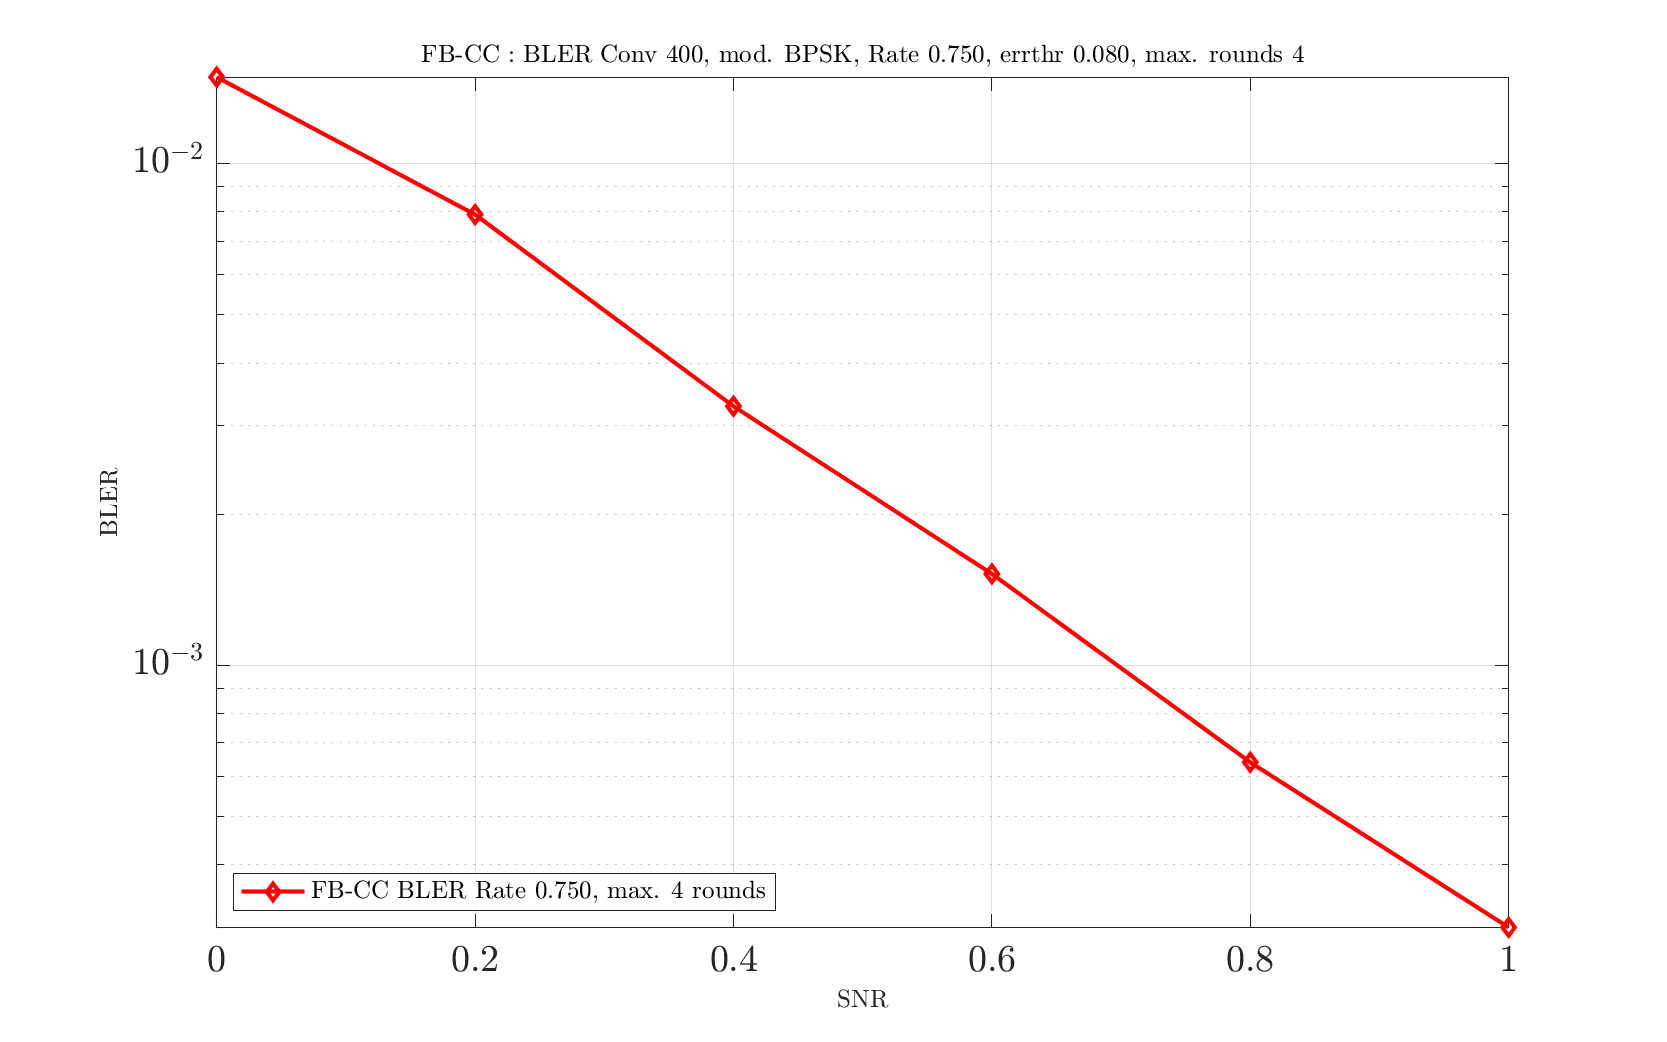 FB-CC : BLER Conv 400, mod. BPSK, Rate 0.750, errthr 0.080, max. rounds 4
10⁻²
BLER
10⁻³
FB-CC BLER Rate 0.750, max. 4 rounds
0 0.2 0.4 0.6 0.8 1
SNR